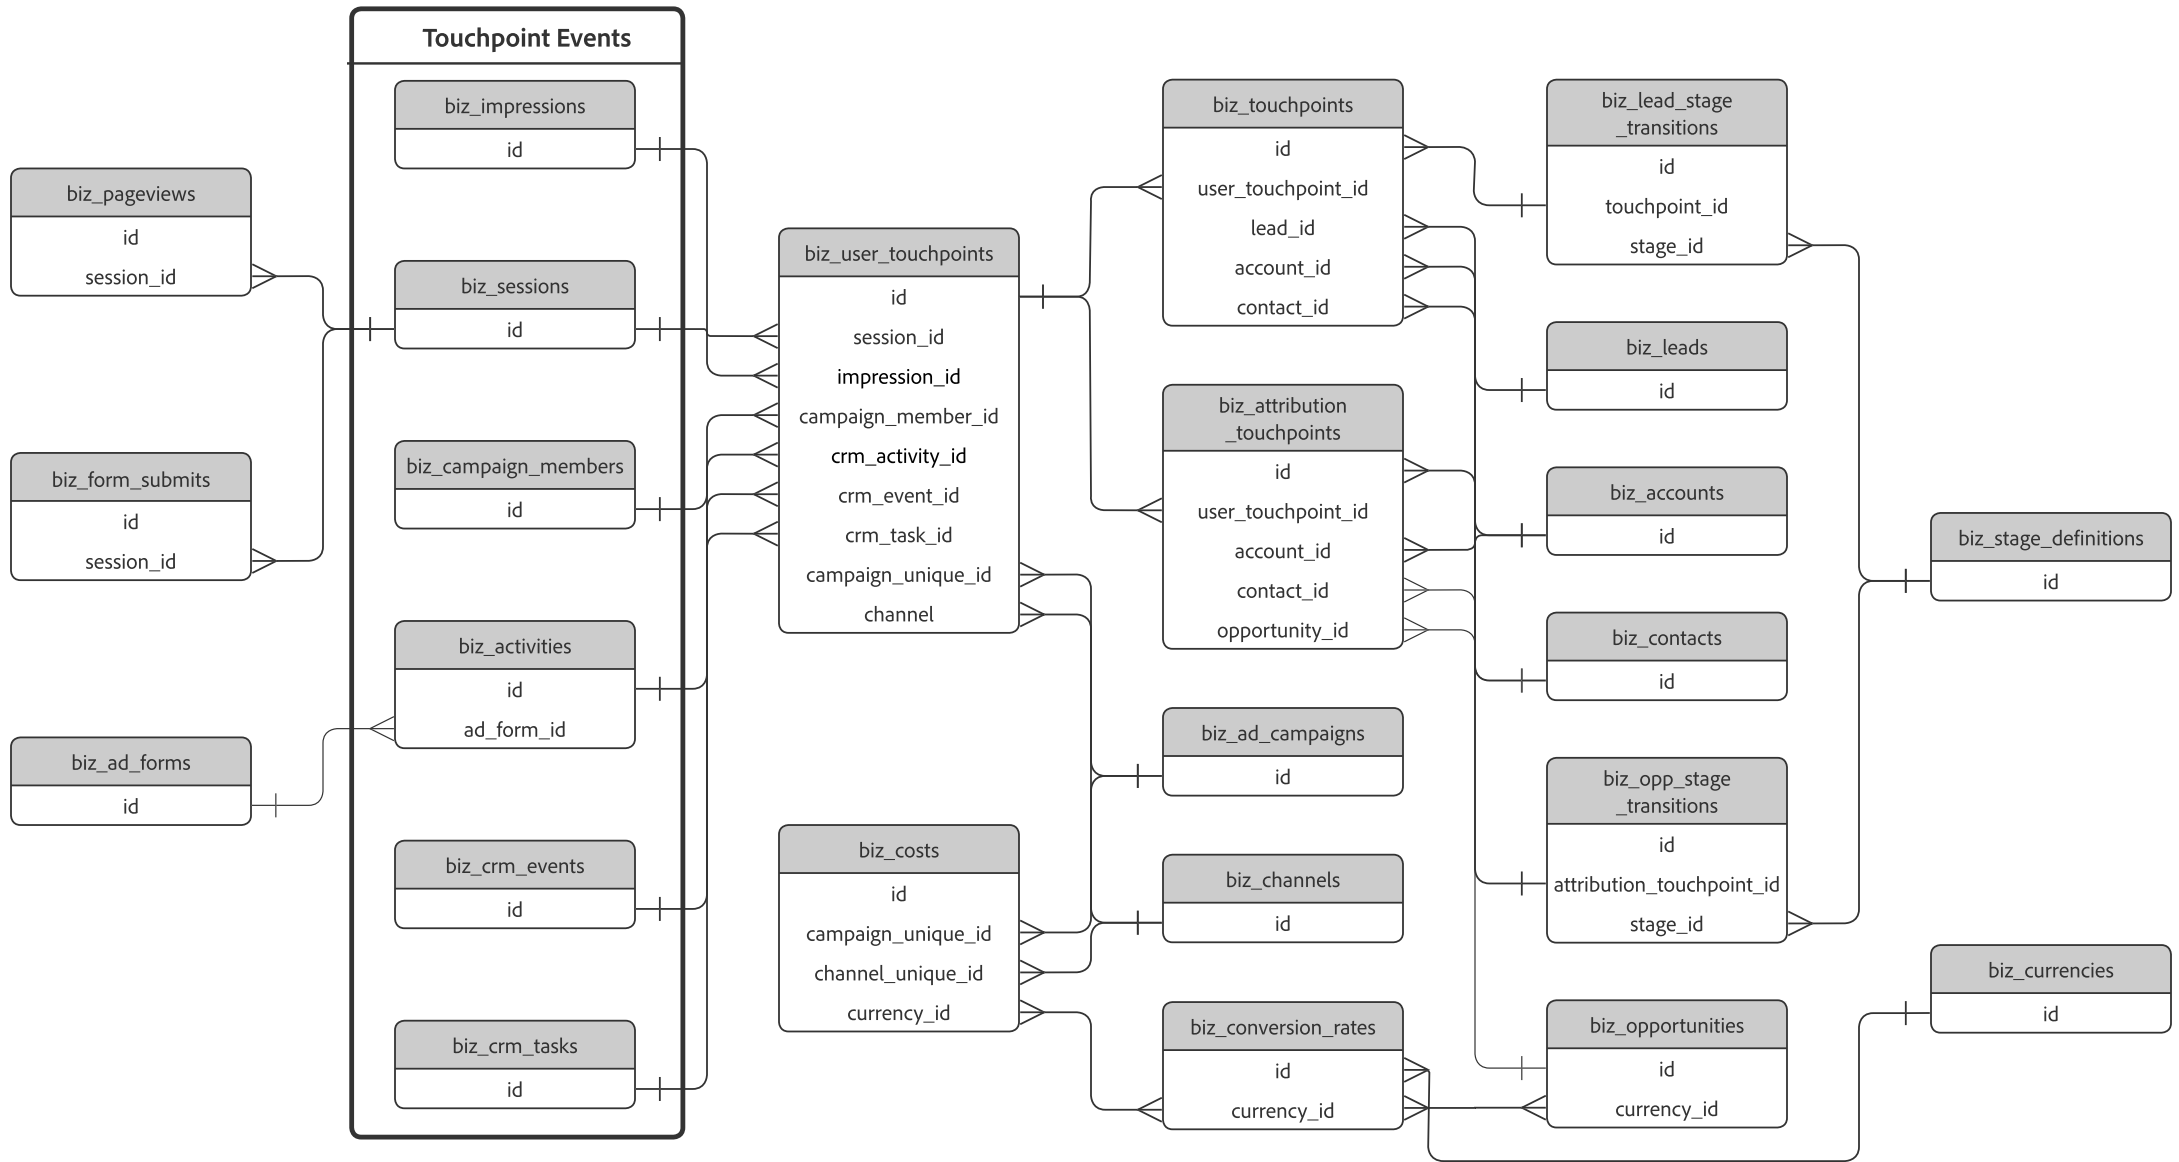 Touchpoint Events
biz_pageviews
id
session_id
biz_form_submits
id
session_id
biz_ad_forms
id
biz_impressions
id
biz_sessions
id
biz_campaign_members
id
biz_activities
id
ad_form_id
biz_crm_events
id
biz_crm_tasks
id
biz_user_touchpoints
id
session_id
impression_id
campaign_member_id
crm_activity_id
crm_event_id
crm_task_id
campaign_unique_id
channel
biz_costs
id
campaign_unique_id
channel_unique_id
currency_id
biz_touchpoints
id
user_touchpoint_id
lead_id
account_id
contact_id
biz_attribution
_touchpoints
id
user_touchpoint_id
account_id
contact_id
opportunity_id
biz_ad_campaigns
id
biz_channels
id
biz_conversion_rates
id
currency_id
biz_lead_stage
_transitions
id
touchpoint_id
stage_id
biz_leads
id
biz_accounts
id
biz_contacts
id
biz_opp_stage
_transitions
id
attribution_touchpoint_id
stage_id
biz_opportunities
id
currency_id
biz_stage_definitions
id
biz_currencies
id